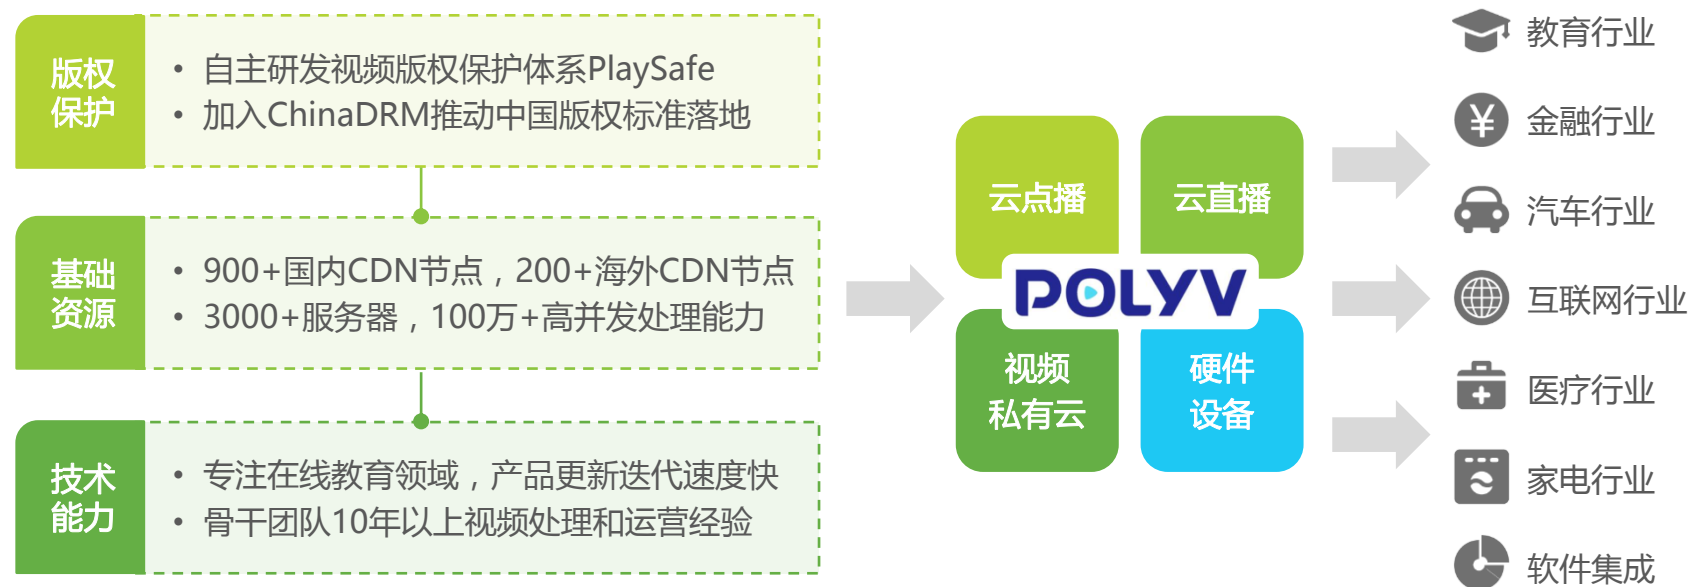 版权
保护
• 自主研发视频版权保护体系PlaySafe
• 加入ChinaDRM推动中国版权标准落地
基础
资源
• 900+国内CDN节点，200+海外CDN节点
• 3000+服务器，100万+高并发处理能力
技术
能力
• 专注在线教育领域，产品更新迭代速度快
• 骨干团队10年以上视频处理和运营经验
云点播
云直播
POLYV
视频
私有云
硬件
设备
教育行业
¥
金融行业
汽车行业
互联网行业
医疗行业
家电行业
软件集成